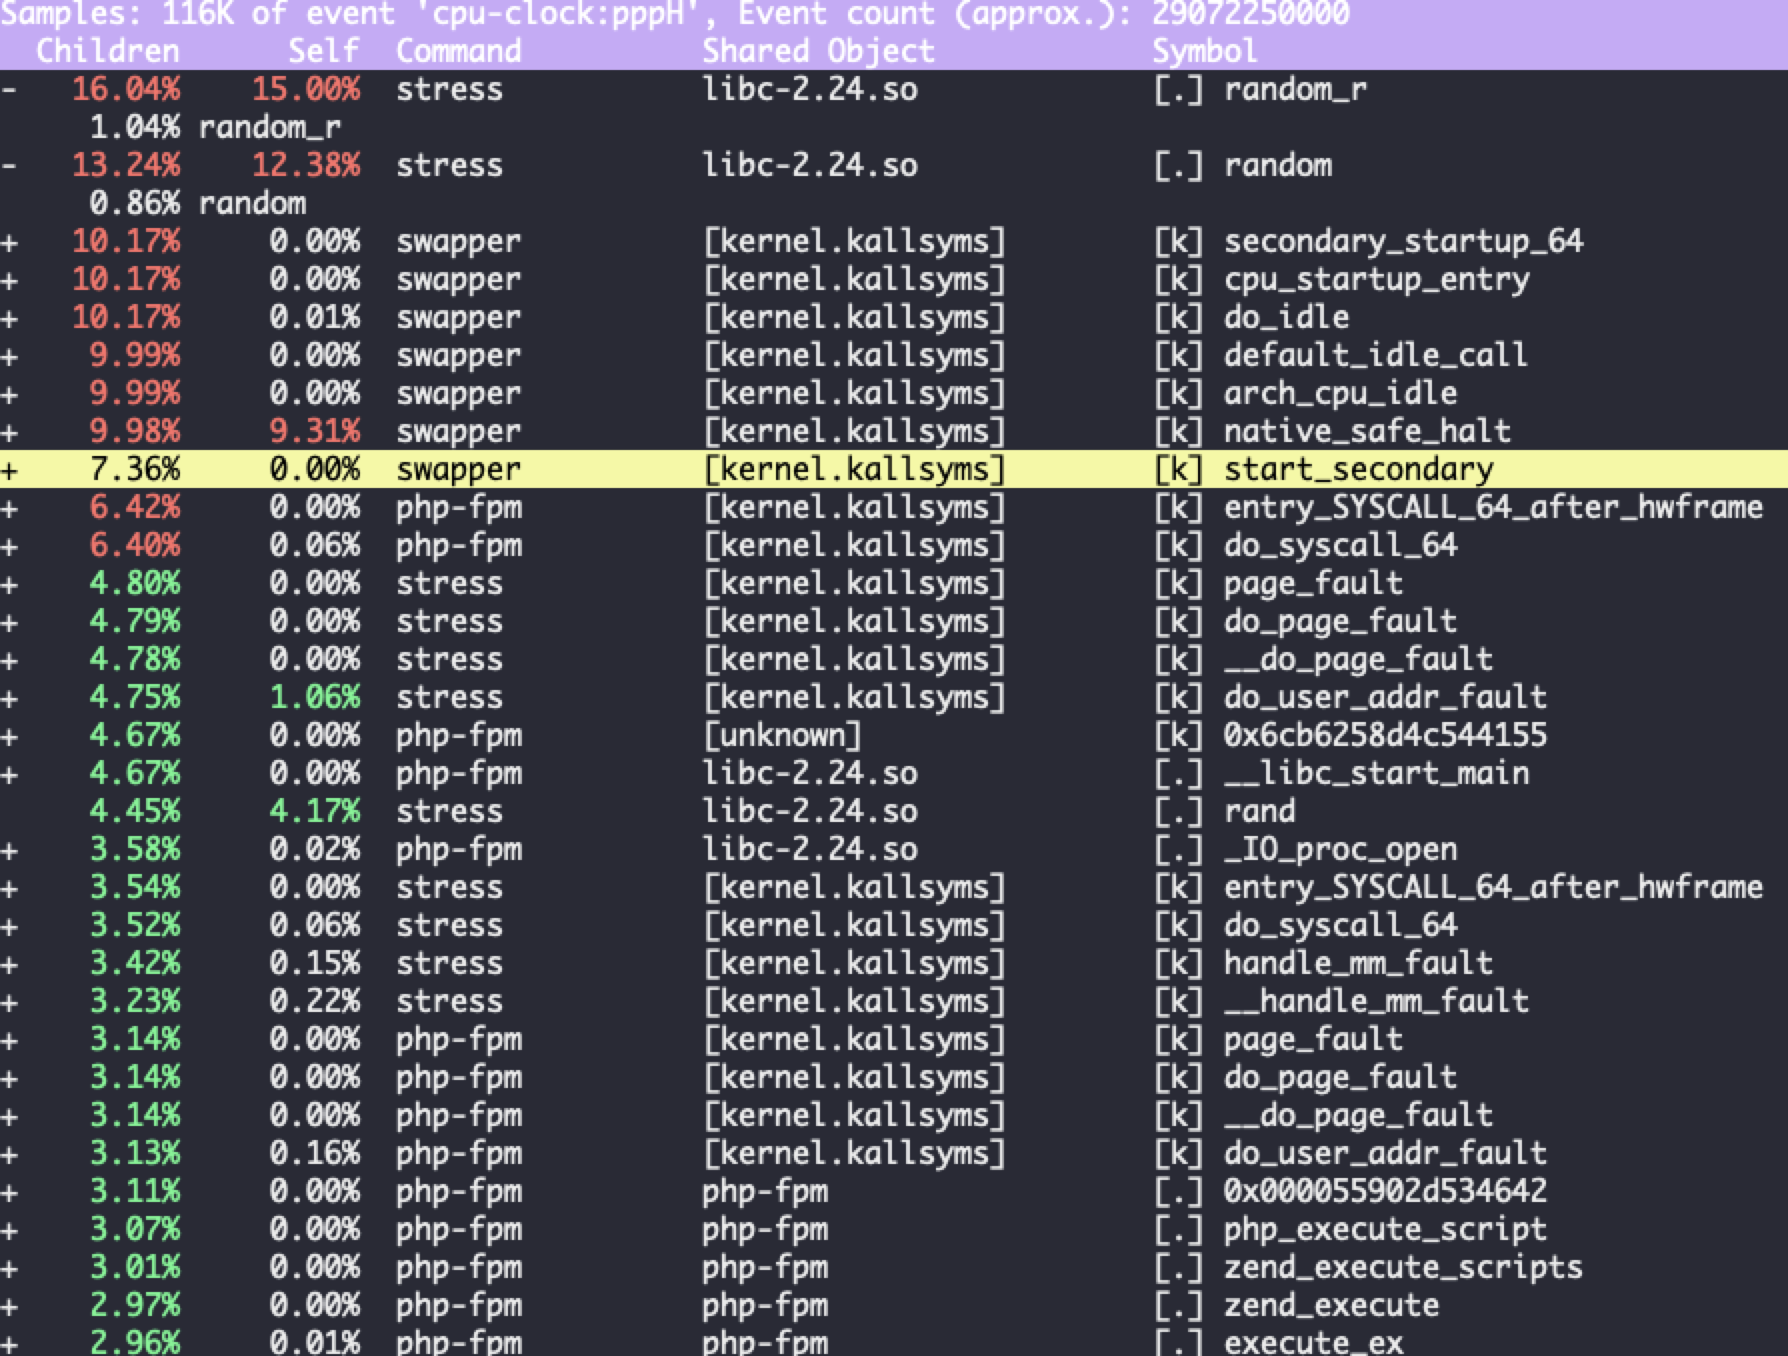 Samples: 116K of event 'cpu-clock:pppH', Event count (approx.): 29072250000
Children Self Command Shared Object Symbol
- 16.04% 15.00% stress libc-2.24.so [.] random_r
1.04% random_r
- 13.24% 12.38% stress libc-2.24.so [.] random
0.86% random
+ 10.17% 0.00% swapper [kernel.kallsyms] [k] secondary_startup_64
+ 10.17% 0.00% swapper [kernel.kallsyms] [k] cpu_startup_entry
+ 10.17% 0.01% swapper [kernel.kallsyms] [k] do_idle
+ 9.99% 0.00% swapper [kernel.kallsyms] [k] default_idle_call
+ 9.99% 0.00% swapper [kernel.kallsyms] [k] arch_cpu_idle
+ 9.98% 9.31% swapper [kernel.kallsyms] [k] native_safe_halt
+ 7.36% 0.00% swapper [kernel.kallsyms] [k] start_secondary
+ 6.42% 0.00% php-fpm [kernel.kallsyms] [k] entry_SYSCALL_64_after_hwframe
+ 6.40% 0.06% php-fpm [kernel.kallsyms] [k] do_syscall_64
+ 4.80% 0.00% stress [kernel.kallsyms] [k] page_fault
+ 4.79% 0.00% stress [kernel.kallsyms] [k] do_page_fault
+ 4.78% 0.00% stress [kernel.kallsyms] [k] __do_page_fault
+ 4.75% 1.06% stress [kernel.kallsyms] [k] do_user_addr_fault
+ 4.67% 0.00% php-fpm [unknown] [k] 0x6cb6258d4c544155
+ 4.67% 0.00% php-fpm libc-2.24.so [.] __libc_start_main
4.45% 4.17% stress libc-2.24.so [.] rand
+ 3.58% 0.02% php-fpm libc-2.24.so [.] _IO_proc_open
+ 3.54% 0.00% stress [kernel.kallsyms] [k] entry_SYSCALL_64_after_hwframe
+ 3.52% 0.06% stress [kernel.kallsyms] [k] do_syscall_64
+ 3.42% 0.15% stress [kernel.kallsyms] [k] handle_mm_fault
+ 3.23% 0.22% stress [kernel.kallsyms] [k] __handle_mm_fault
+ 3.14% 0.00% php-fpm [kernel.kallsyms] [k] page_fault
+ 3.14% 0.00% php-fpm [kernel.kallsyms] [k] do_page_fault
+ 3.14% 0.00% php-fpm [kernel.kallsyms] [k] __do_page_fault
+ 3.13% 0.16% php-fpm [kernel.kallsyms] [k] do_user_addr_fault
+ 3.11% 0.00% php-fpm php-fpm [.] 0x000055902d534642
+ 3.07% 0.00% php-fpm php-fpm [.] php_execute_script
+ 3.01% 0.00% php-fpm php-fpm [.] zend_execute_scripts
+ 2.97% 0.00% php-fpm php-fpm [.] zend_execute
+ 2.96% 0.01% php-fpm php-fpm [.] execute_ex